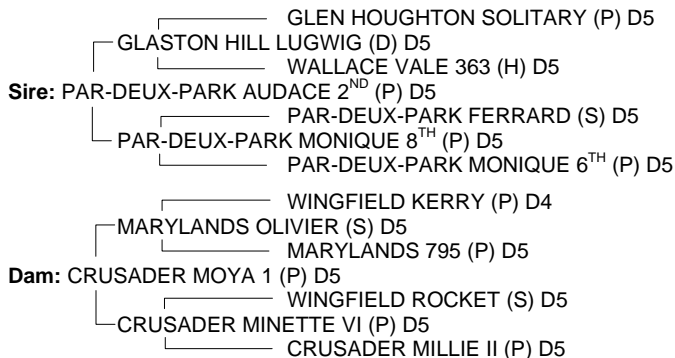 GLEN HOUGHTON SOLITARY (P) D5
GLASTON HILL LUGWIG (D) D5
WALLACE VALE 363 (H) D5
Sire: PAR-DEUX-PARK AUDACE 2ND (P) D5
PAR-DEUX-PARK FERRARD (S) D5
PAR-DEUX-PARK MONIQUE 8TH (P) D5
PAR-DEUX-PARK MONIQUE 6TH (P) D5
WINGFIELD KERRY (P) D4
MARYLANDS OLIVIER (S) D5
MARYLANDS 795 (P) D5
Dam: CRUSADER MOYA 1 (P) D5
WINGFIELD ROCKET (S) D5
CRUSADER MINETTE VI (P) D5
CRUSADER MILLIE II (P) D5